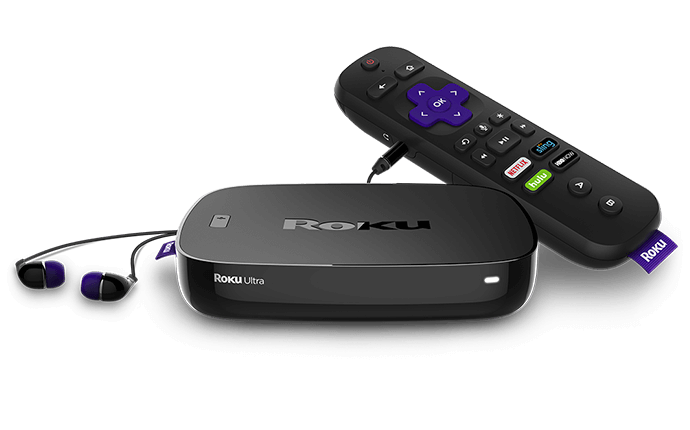 OK
sling
NETFLIX
HBO NOW
hulu
A
B
ROKU
ROKU
ROKU Ultra